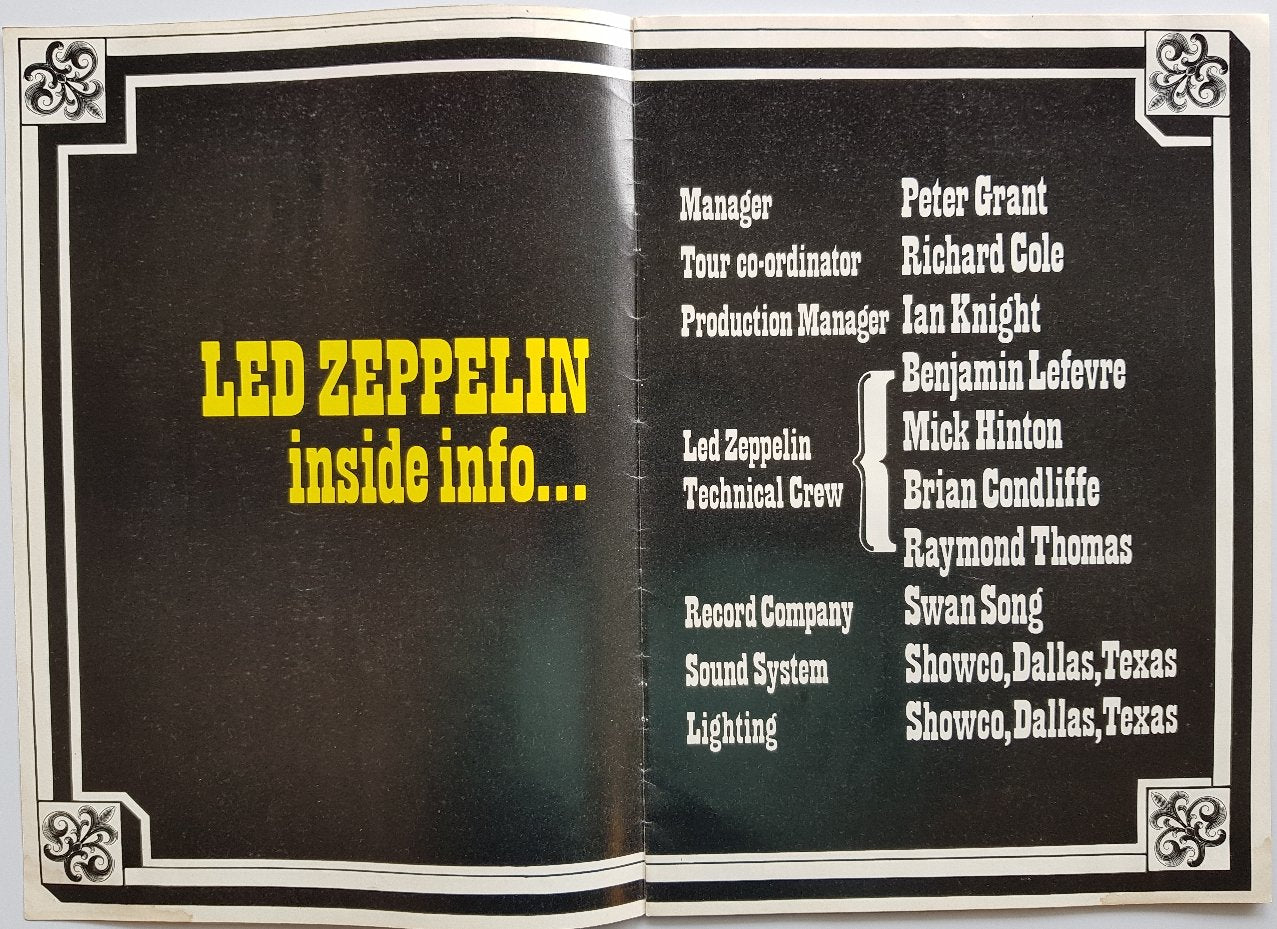 LED ZEPPELIN
inside info...
Manager Peter Grant
Tour co-ordinator Richard Cole
Production Manager Ian Knight
Benjamin Lefevre
Led Zeppelin Mick Hinton
Technical Crew Brian Condliffe
Raymond Thomas
Record Company Swan Song
Sound System Showco,Dallas,Texas
Lighting Showco,Dallas,Texas